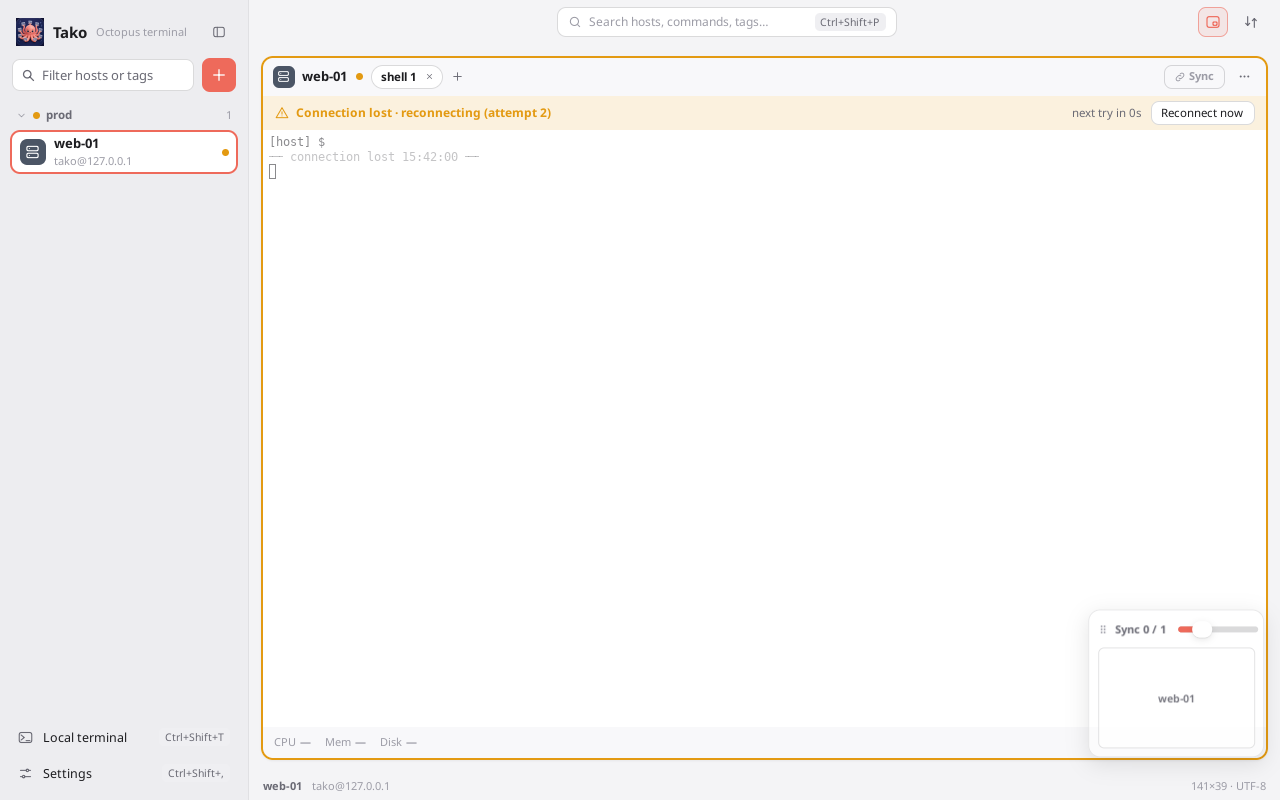 Tako Octopus terminal
Search hosts, commands, tags... Ctrl+Shift+P
Filter hosts or tags
prod 1
web-01
tako@127.0.0.1
web-01 shell 1 × +
Sync ...
Connection lost · reconnecting (attempt 2)
next try in 0s Reconnect now
[host] $
── connection lost 15:42:00 ──
Sync 0 / 1
web-01
CPU — Mem — Disk —
Local terminal Ctrl+Shift+T
Settings Ctrl+Shift+,
web-01 tako@127.0.0.1
141×39 · UTF-8